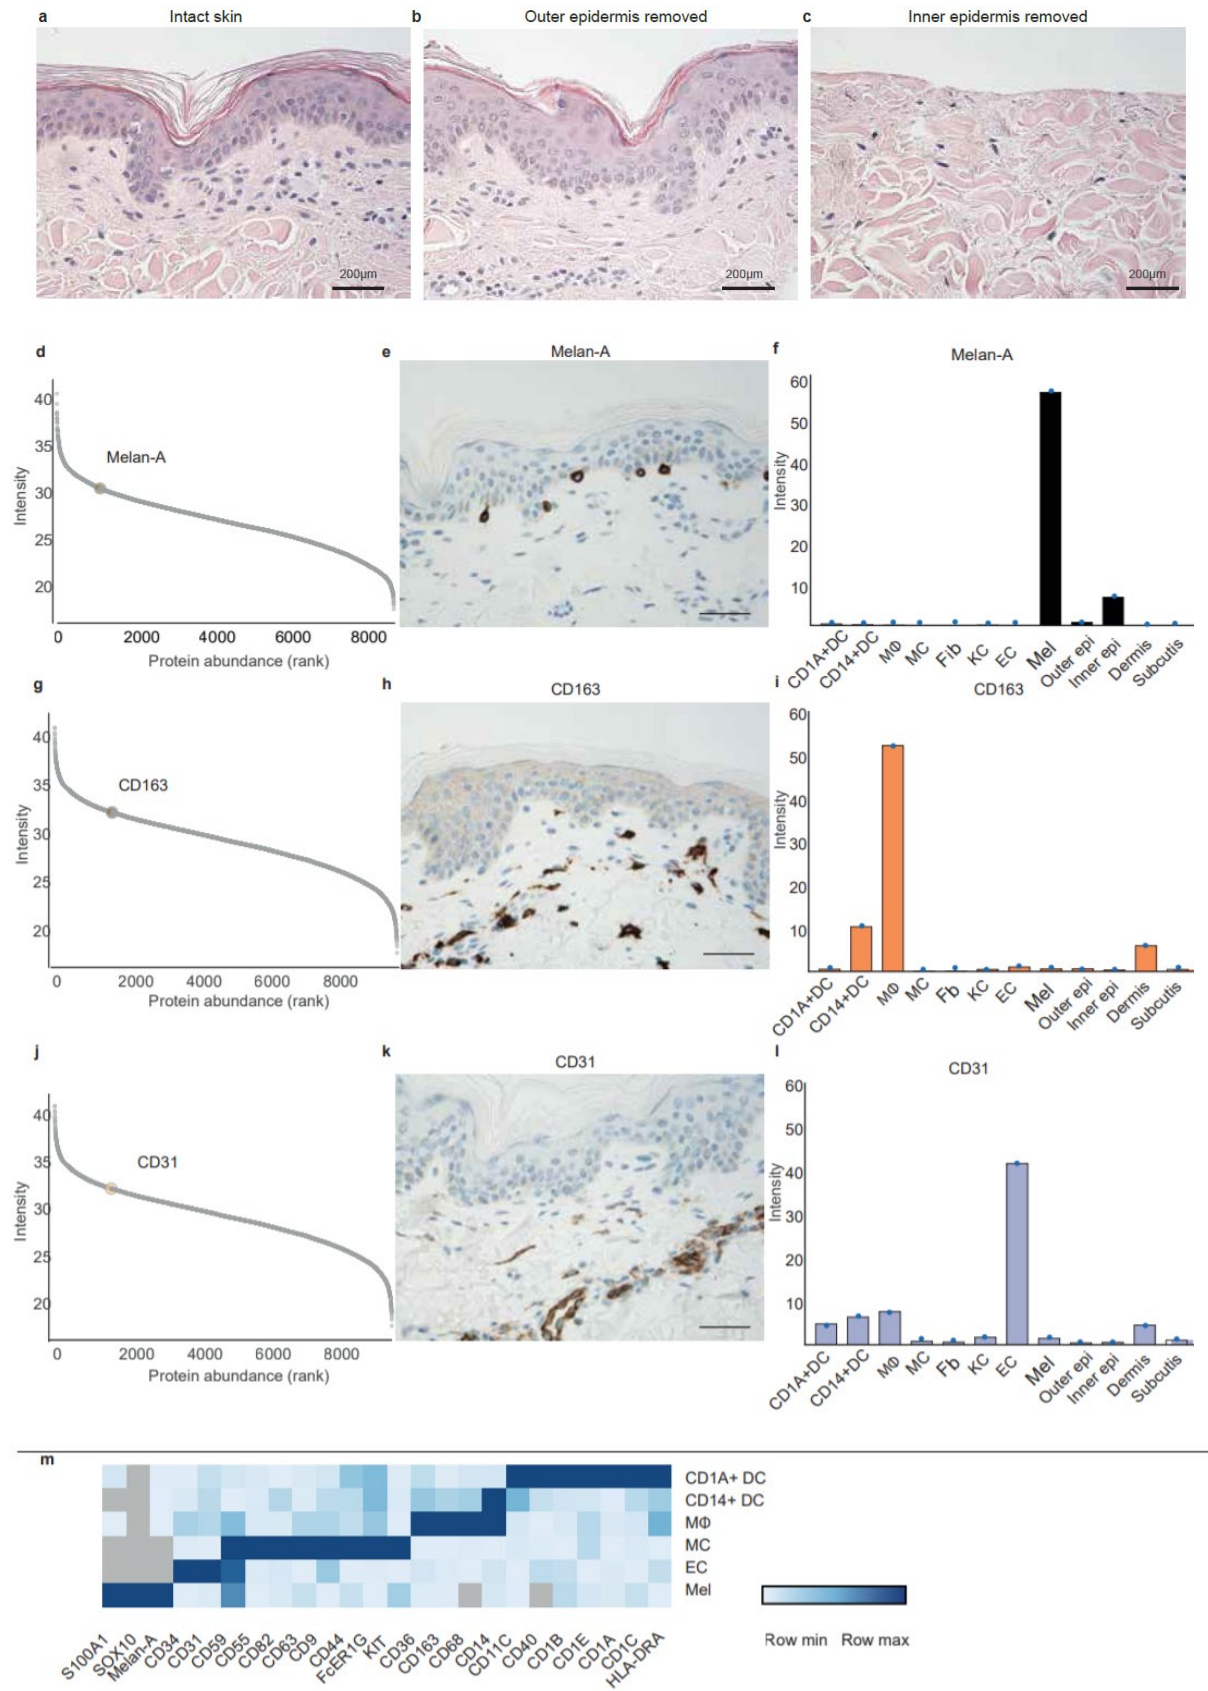 a Intact skin
b Outer epidermis removed
c Inner epidermis removed
200µm
200µm
200µm
d
Intensity
40
35
30
25
20
Melan-A
0 2000 4000 6000 8000
Protein abundance (rank)
e Melan-A
f Melan-A
Intensity
60
50
40
30
20
10
CD1A+DC CD14+DC MΦ MC Fib KC EC Mel Outer epi Inner epi Dermis Subcutis
g
Intensity
40
35
30
25
20
CD163
0 2000 4000 6000 8000
Protein abundance (rank)
h CD163
i CD163
Intensity
60
50
40
30
20
10
CD1A+DC CD14+DC MΦ MC Fb KC EC Mel Outer epi Inner epi Dermis Subcutis
j
Intensity
40
35
30
25
20
CD31
0 2000 4000 6000 8000
Protein abundance (rank)
k CD31
l CD31
Intensity
60
50
40
30
20
10
CD1A+DC CD14+DC MΦ MC Fb KC EC Mel Outer epi Inner epi Dermis Subcutis
m
CD1A+ DC
CD14+ DC
MΦ
MC
EC
Mel
S100A1 SOX10 Melan-A CD34 CD31 CD59 CD55 CD82 CD63 CD9 CD44 FcER1G KIT CD36 CD163 CD68 CD14 CD11C CD40 CD1B CD1E CD1A CD1C HLA-DRA
Row min Row max